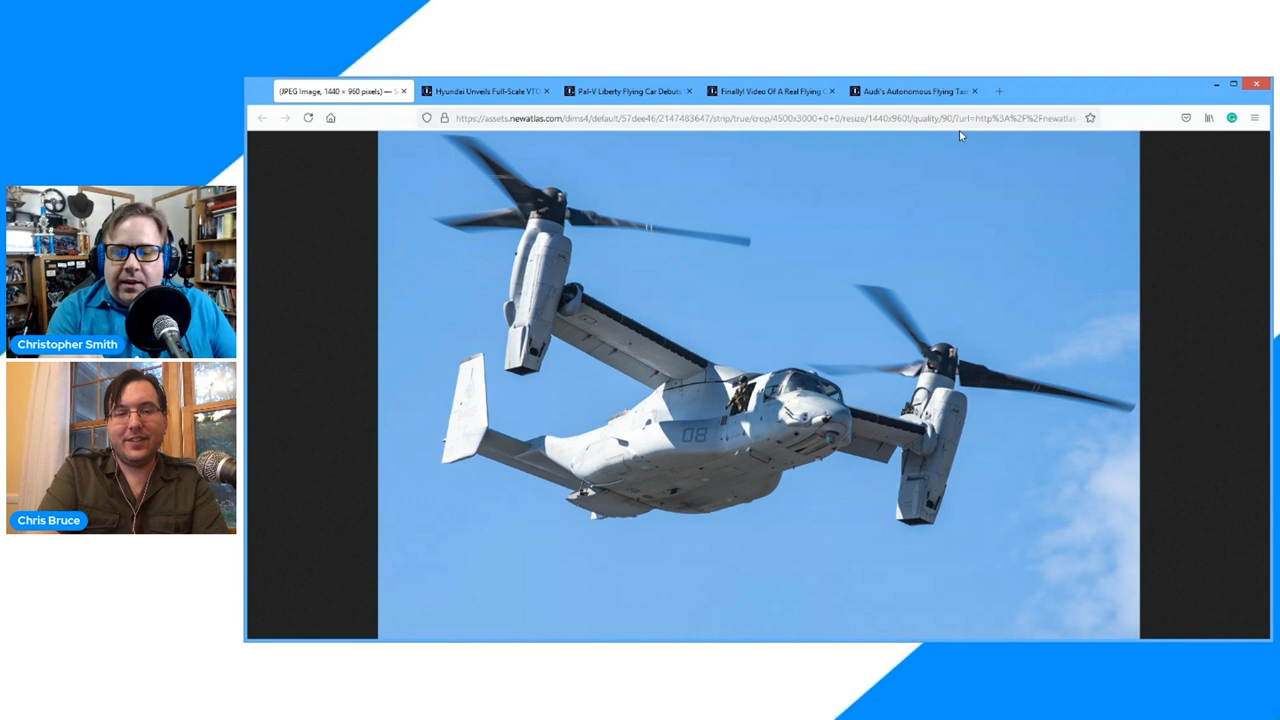 (JPEG Image, 1440 × 960 pixels) — S
Hyundai Unveils Full-Scale VTO
Pal-V Liberty Flying Car Debuts
Finally! Video Of A Real Flying C
Audi's Autonomous Flying Taxi
https://assets.newatlas.com/dims4/default/57dee46/2147483647/strip/true/crop/4500x3000+0+0/resize/1440x960!/quality/90/?url=http%3A%2F%2Fnewatlas
Christopher Smith
08
Chris Bruce